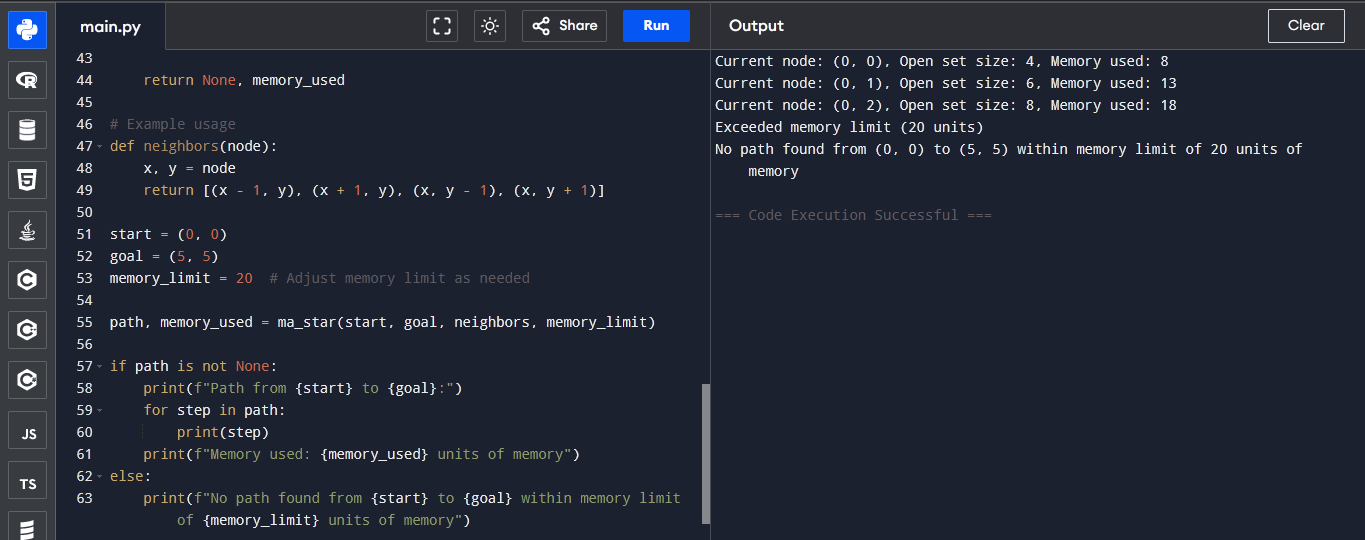 main.py
Share
Run
Output
Clear
43
44     return None, memory_used
45
46 # Example usage
47 def neighbors(node):
48     x, y = node
49     return [(x - 1, y), (x + 1, y), (x, y - 1), (x, y + 1)]
50
51 start = (0, 0)
52 goal = (5, 5)
53 memory_limit = 20  # Adjust memory limit as needed
54
55 path, memory_used = ma_star(start, goal, neighbors, memory_limit)
56
57 if path is not None:
58     print(f"Path from {start} to {goal}:")
59     for step in path:
60         print(step)
61     print(f"Memory used: {memory_used} units of memory")
62 else:
63     print(f"No path found from {start} to {goal} within memory limit
of {memory_limit} units of memory")
Current node: (0, 0), Open set size: 4, Memory used: 8
Current node: (0, 1), Open set size: 6, Memory used: 13
Current node: (0, 2), Open set size: 8, Memory used: 18
Exceeded memory limit (20 units)
No path found from (0, 0) to (5, 5) within memory limit of 20 units of
memory
=== Code Execution Successful ===
R
5
C
C
C
JS
TS